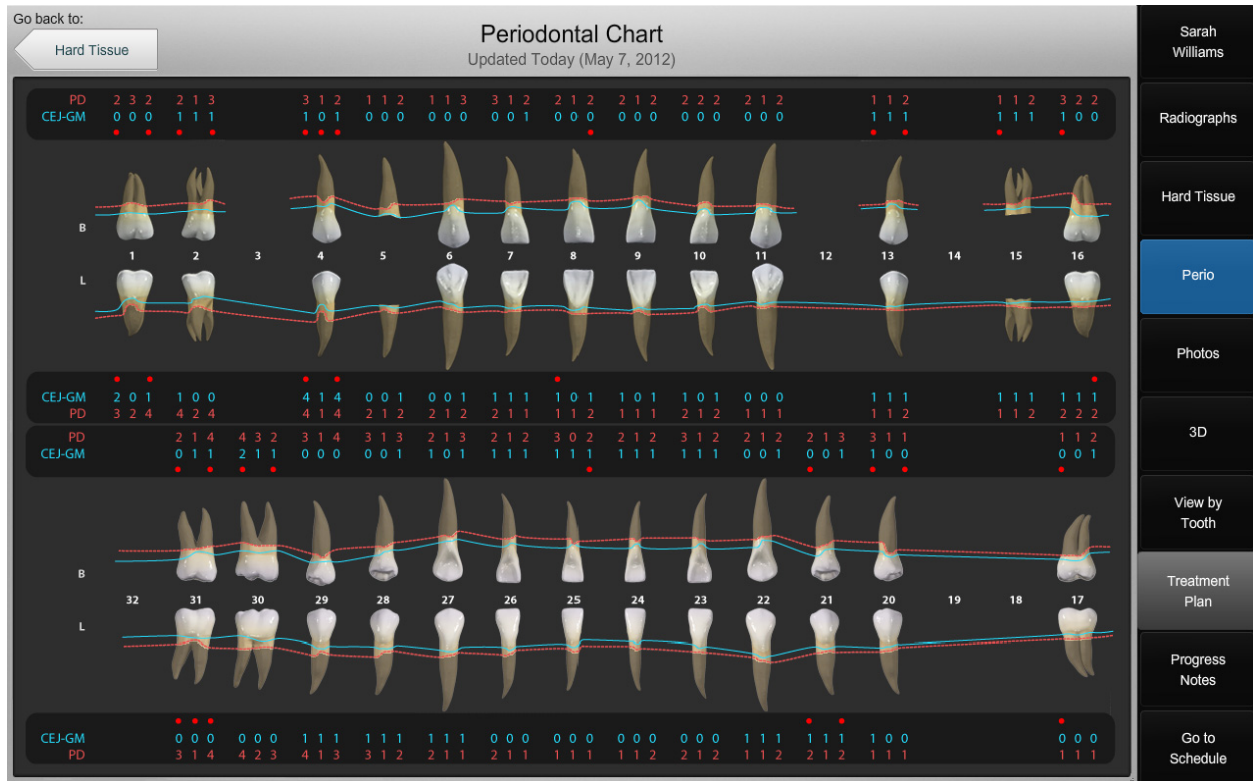 Go back to:
Hard Tissue
Periodontal Chart
Updated Today (May 7, 2012)
PD 2 3 2 2 1 3 3 1 2 1 1 2 1 1 3 3 1 2 2 1 2 2 1 2 2 2 2 2 1 2 1 1 2 1 1 2 3 2 2
CEJ-GM 0 0 0 1 1 1 1 0 1 0 0 0 0 0 0 0 0 1 0 0 0 0 0 0 0 0 0 0 0 0 1 1 1 1 1 1 1 0 0
B
1 2 3 4 5 6 7 8 9 10 11 12 13 14 15 16
L
CEJ-GM 2 0 1 1 0 0 4 1 4 0 0 1 0 0 1 1 1 1 1 0 1 1 0 1 1 0 1 0 0 0 1 1 1 1 1 1 1 1 1
PD 3 2 4 4 2 4 4 1 4 2 1 2 2 1 2 2 1 1 1 1 2 1 1 1 2 1 2 1 1 1 1 1 2 1 1 2 2 2 2
PD 2 1 4 4 3 2 3 1 4 3 1 3 2 1 3 2 1 2 3 0 2 2 1 2 3 1 2 2 1 2 2 1 3 3 1 1 1 1 2
CEJ-GM 0 1 1 2 1 1 0 0 0 0 0 1 1 0 1 1 1 1 1 1 1 1 1 1 1 1 1 0 0 1 0 0 1 1 0 0 0 0 1
B
32 31 30 29 28 27 26 25 24 23 22 21 20 19 18 17
L
CEJ-GM 0 0 0 0 0 0 1 1 1 1 1 1 1 1 1 0 0 0 0 0 0 0 0 0 0 0 0 1 1 1 1 1 1 1 0 0 0 0 0
PD 3 1 4 4 2 3 4 1 3 3 1 2 2 1 1 2 1 1 1 1 1 1 1 2 2 1 2 1 1 2 2 1 2 1 1 1 1 1 1
Sarah
Williams
Radiographs
Hard Tissue
Perio
Photos
3D
View by
Tooth
Treatment
Plan
Progress
Notes
Go to
Schedule